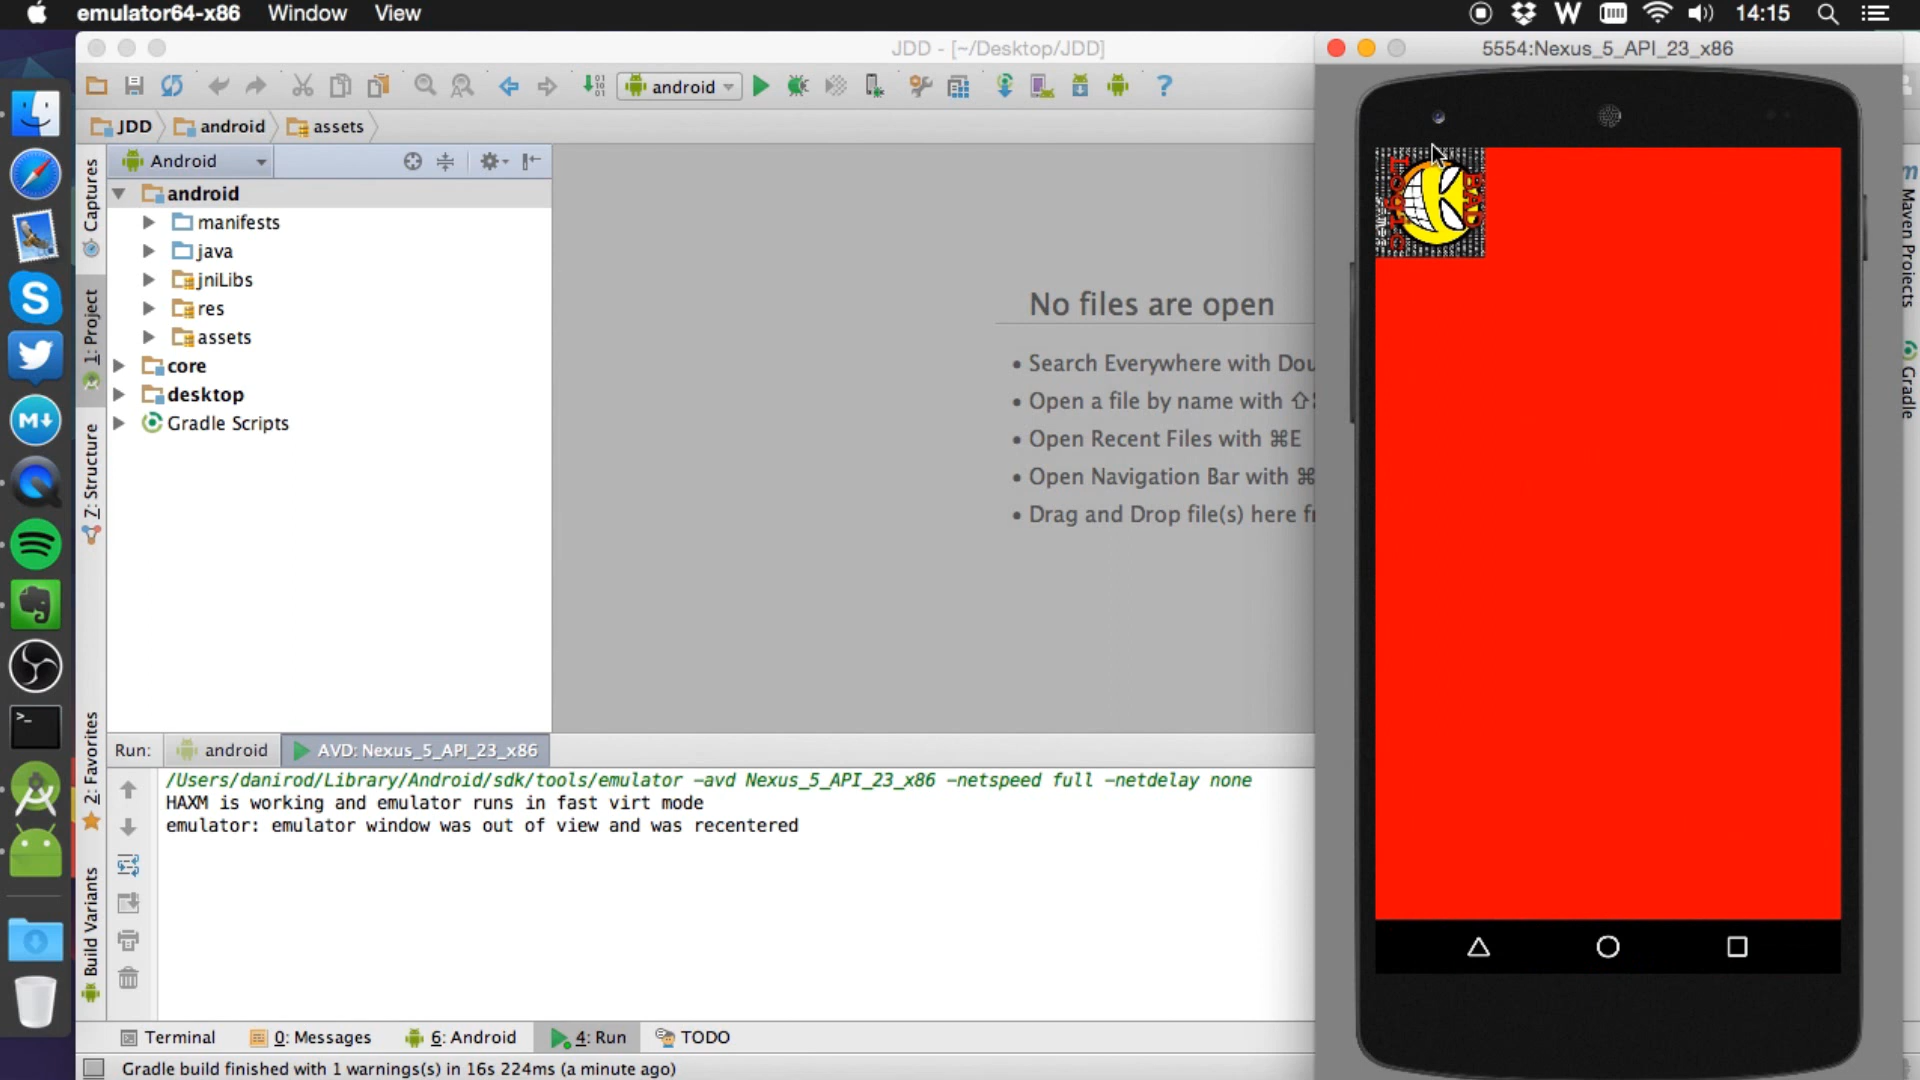 emulator64-x86 Window View 14:15
JDD - [~/Desktop/JDD]
5554:Nexus_5_API_23_x86
android
JDD android assets
Android
android
manifests
java
jniLibs
res
assets
core
desktop
Gradle Scripts
Captures
1: Project
7: Structure
2: Favorites
Build Variants
No files are open
• Search Everywhere with Dou
• Open a file by name with ⇧
• Open Recent Files with ⌘E
• Open Navigation Bar with ⌘
• Drag and Drop file(s) here fr
BAD
Logic
Maven Projects
Gradle
Run: android AVD: Nexus_5_API_23_x86
/Users/danirod/Library/Android/sdk/tools/emulator -avd Nexus_5_API_23_x86 -netspeed full -netdelay none
HAXM is working and emulator runs in fast virt mode
emulator: emulator window was out of view and was recentered
Terminal 0: Messages 6: Android 4: Run TODO
Gradle build finished with 1 warnings(s) in 16s 224ms (a minute ago)